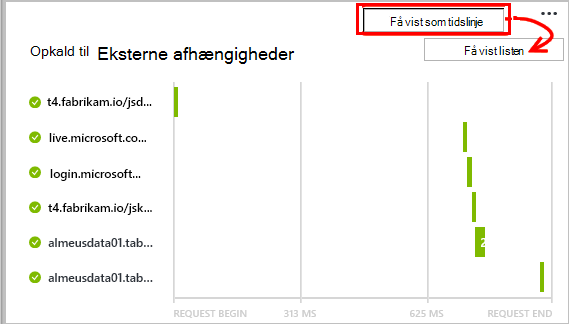 Få vist som tidslinje
Få vist listen
Opkald til Eksterne afhængigheder
t4.fabrikam.io/jsd...
live.microsoft.co...
login.microsoft...
t4.fabrikam.io/jsk...
almeusdata01.tab...
2
almeusdata01.tab...
REQUEST BEGIN 313 MS 625 MS REQUEST END